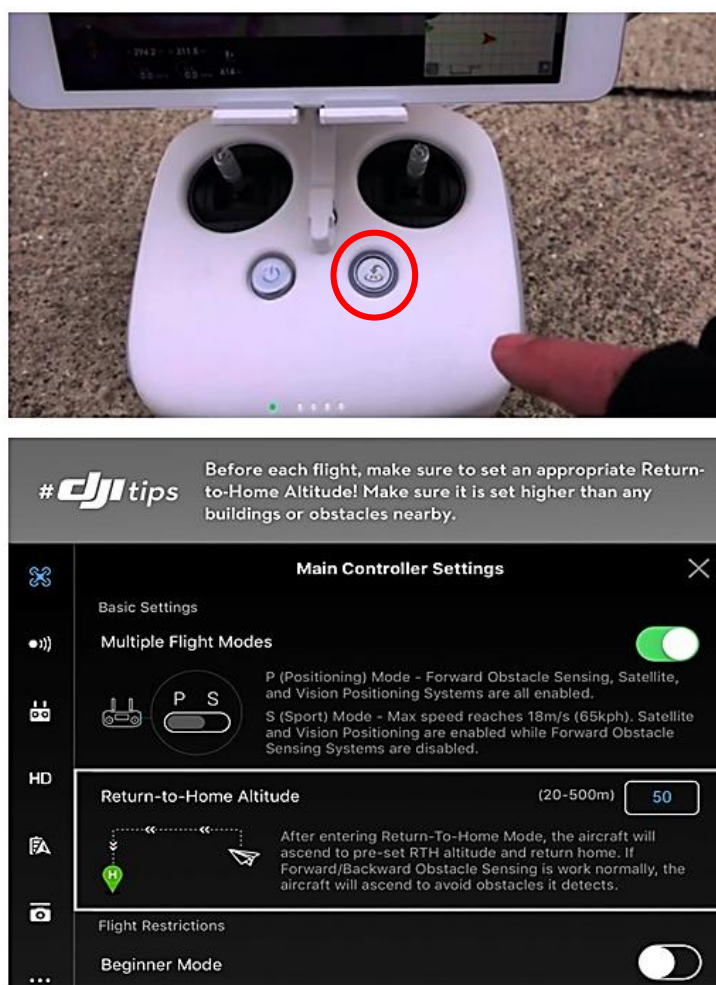 Before each flight, make sure to set an appropriate Return-
#dji tips to-Home Altitude! Make sure it is set higher than any
buildings or obstacles nearby.
Main Controller Settings
Basic Settings
Multiple Flight Modes
P (Positioning) Mode - Forward Obstacle Sensing, Satellite,
and Vision Positioning Systems are all enabled.
P S
S (Sport) Mode - Max speed reaches 18m/s (65kph). Satellite
and Vision Positioning are enabled while Forward Obstacle
Sensing Systems are disabled.
HD
Return-to-Home Altitude (20-500m) 50
After entering Return-To-Home Mode, the aircraft will
ascend to pre-set RTH altitude and return home. If
Forward/Backward Obstacle Sensing is work normally, the
aircraft will ascend to avoid obstacles it detects.
H
Flight Restrictions
Beginner Mode